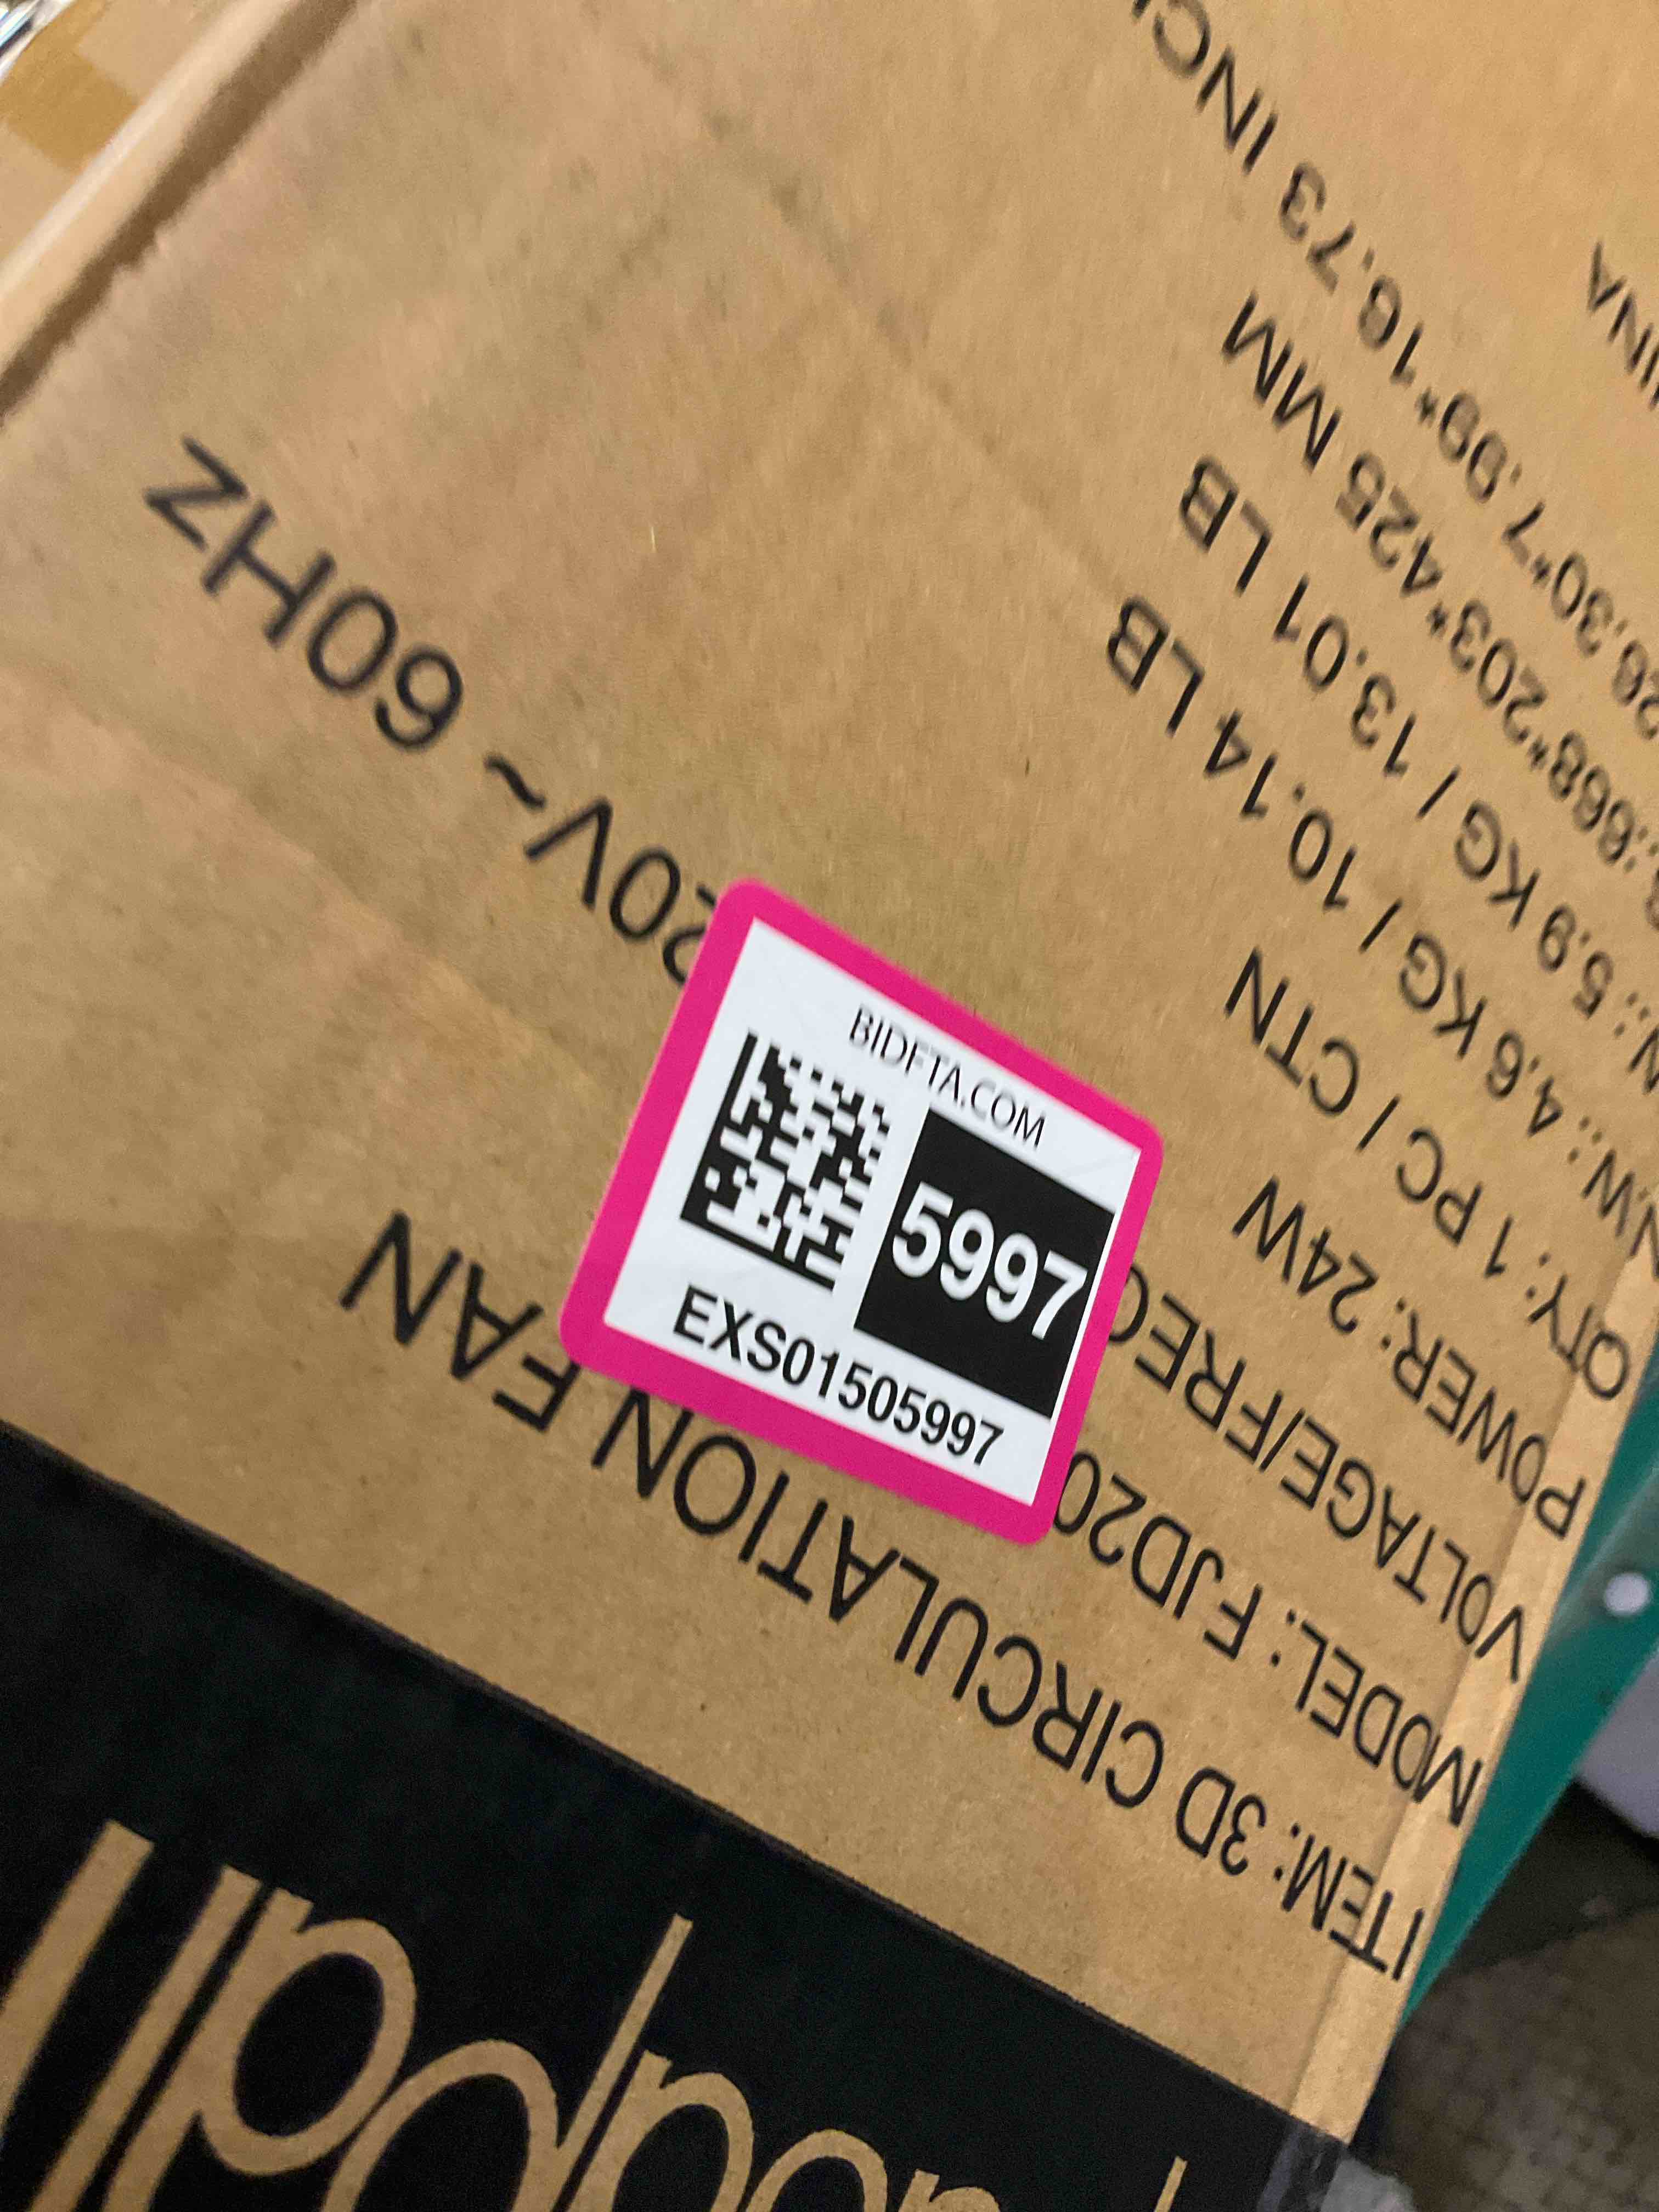 BIDFTA.COM
5997
EXS01505997
ITEM: 3D CIRCULATION FAN
MODEL: FJD20
VOLTAGE/FREQ 20V~ 60Hz
POWER: 24W
QTY: 1 PC / CTN
N.W.: 4.6 KG / 10.14 LB
5.9 KG / 13.01 LB
:668*203*425 MM
26.30*7.99*16.73 INC